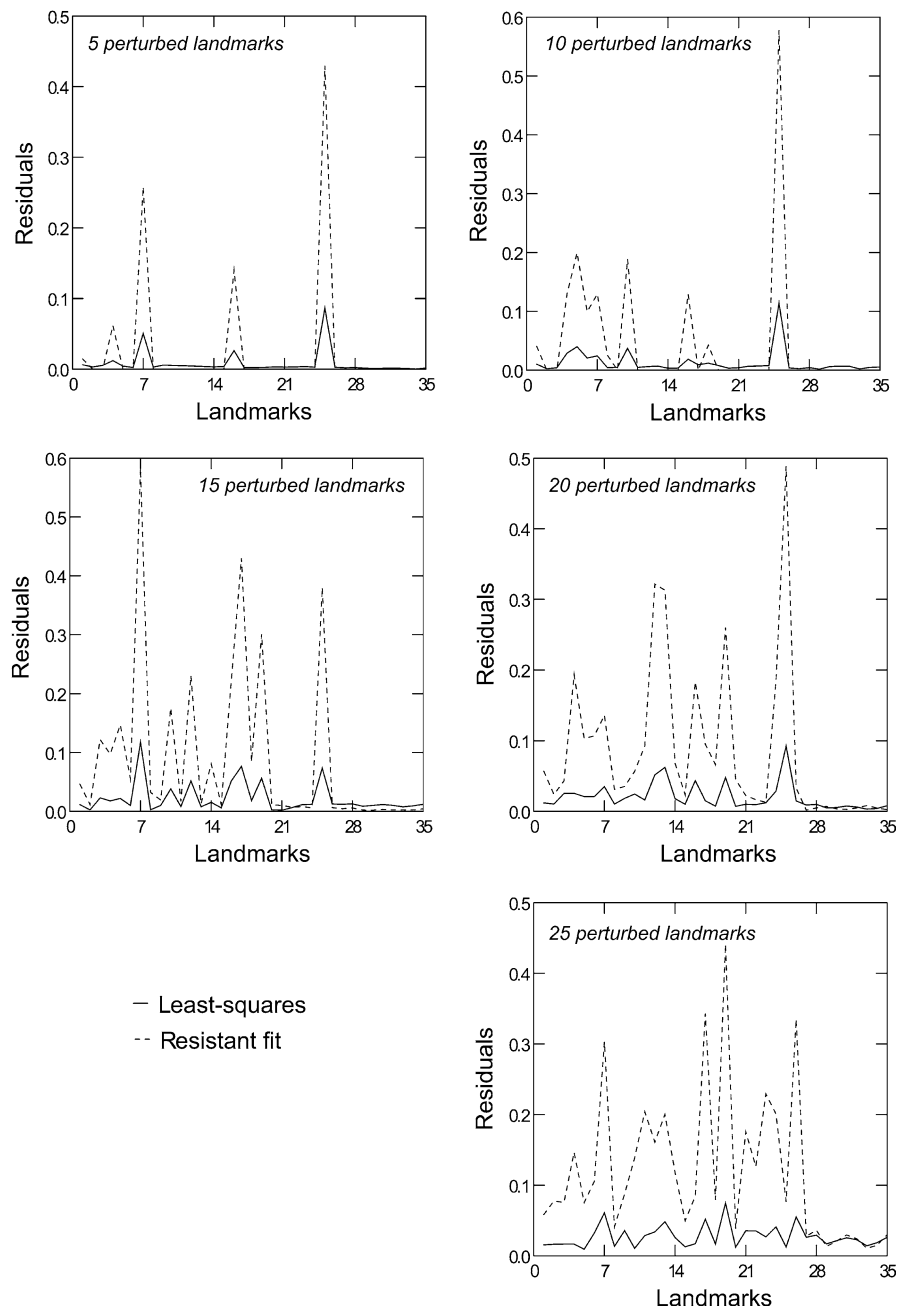 5 perturbed landmarks
0.5
0.4
0.3
0.2
0.1
0.0
Residuals
0 7 14 21 28 35
Landmarks
10 perturbed landmarks
0.6
0.5
0.4
0.3
0.2
0.1
0.0
Residuals
0 7 14 21 28 35
Landmarks
15 perturbed landmarks
0.6
0.5
0.4
0.3
0.2
0.1
0.0
Residuals
0 7 14 21 28 35
Landmarks
20 perturbed landmarks
0.5
0.4
0.3
0.2
0.1
0.0
Residuals
0 7 14 21 28 35
Landmarks
Least-squares
Resistant fit
25 perturbed landmarks
0.5
0.4
0.3
0.2
0.1
0.0
Residuals
0 7 14 21 28 35
Landmarks